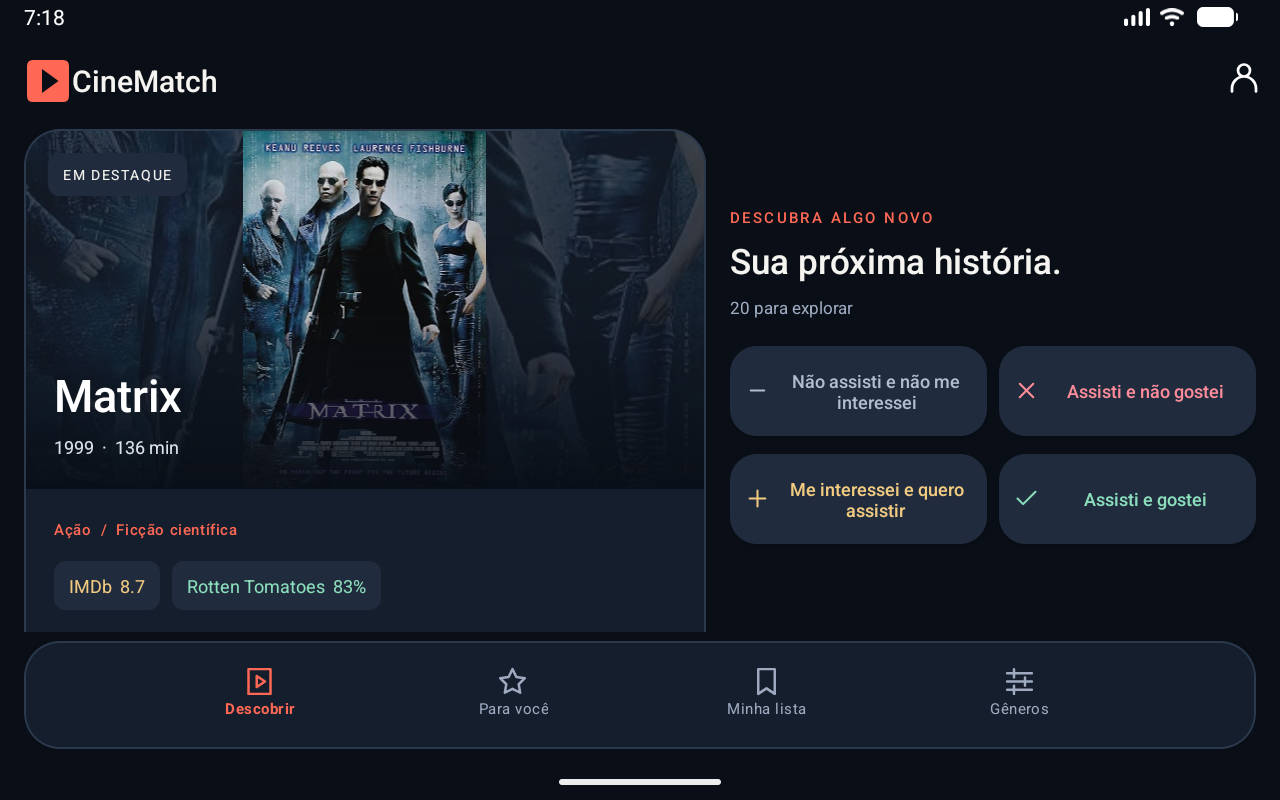 7:18
CineMatch
EM DESTAQUE
KEANU REEVES LAURENCE FISHBURNE
MATRIX
Matrix
1999 · 136 min
Ação / Ficção científica
IMDb 8.7
Rotten Tomatoes 83%
DESCUBRA ALGO NOVO
Sua próxima história.
20 para explorar
Não assisti e não me
interessei
Assisti e não gostei
Me interessei e quero
assistir
Assisti e gostei
Descobrir
Para você
Minha lista
Gêneros